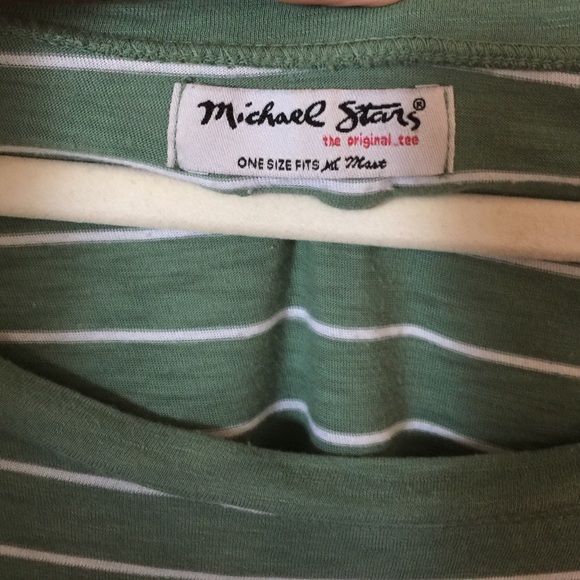 Michael Stars®
the original tee
ONE SIZE FITS All Most